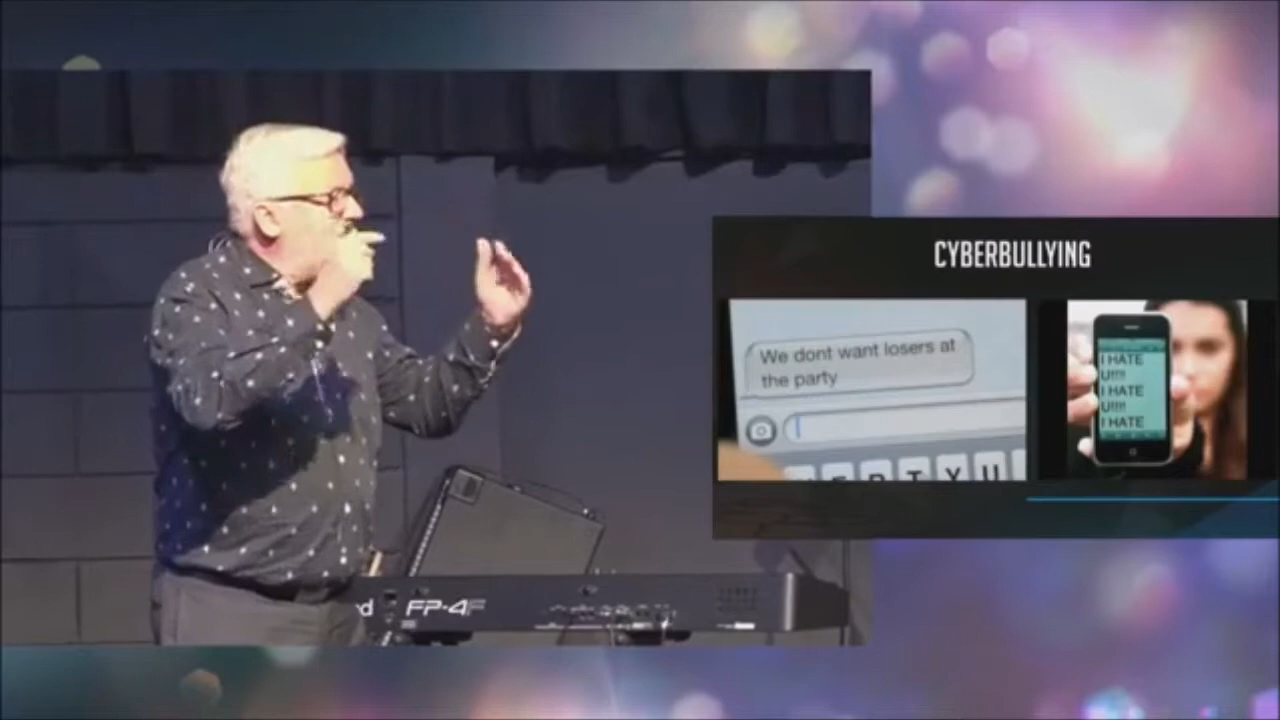 CYBERBULLYING
We dont want losers at
the party
I HATE
U!!!!
I HATE
U!!!!
I HATE
R T Y U
d FP-4F